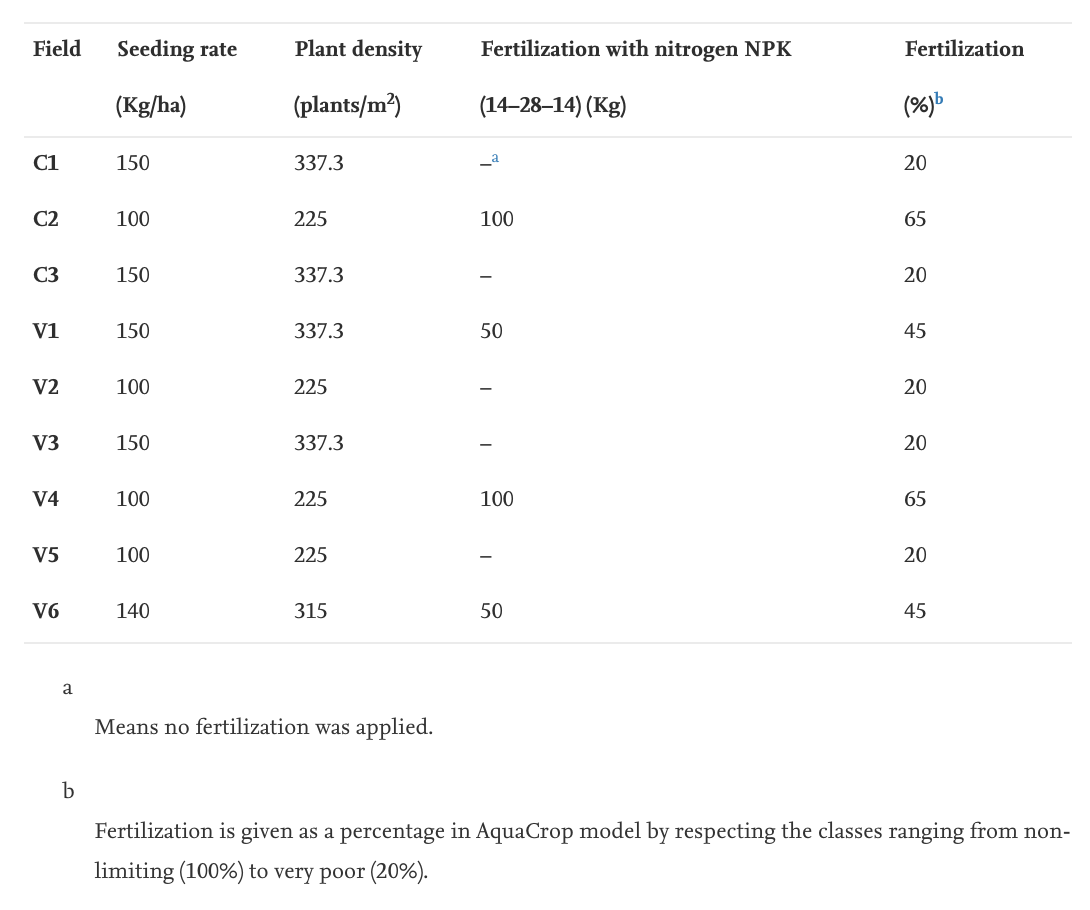 Field Seeding rate Plant density Fertilization with nitrogen NPK Fertilization
(Kg/ha) (plants/m²) (14–28–14) (Kg) (%)b
C1 150 337.3 –a 20
C2 100 225 100 65
C3 150 337.3 – 20
V1 150 337.3 50 45
V2 100 225 – 20
V3 150 337.3 – 20
V4 100 225 100 65
V5 100 225 – 20
V6 140 315 50 45
a
Means no fertilization was applied.
b
Fertilization is given as a percentage in AquaCrop model by respecting the classes ranging from non-
limiting (100%) to very poor (20%).